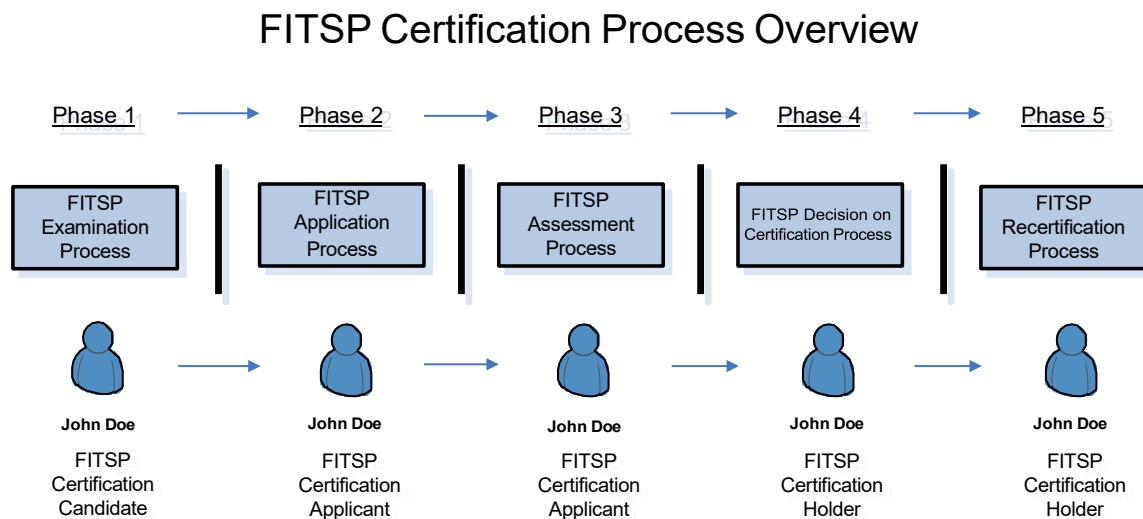 FITSP Certification Process Overview
Phase 1
Phase 2
Phase 3
Phase 4
Phase 5
FITSP
Examination
Process
FITSP
Application
Process
FITSP
Assessment
Process
FITSP Decision on
Certification Process
FITSP
Recertification
Process
John Doe
John Doe
John Doe
John Doe
John Doe
FITSP
Certification
Candidate
FITSP
Certification
Applicant
FITSP
Certification
Applicant
FITSP
Certification
Holder
FITSP
Certification
Holder